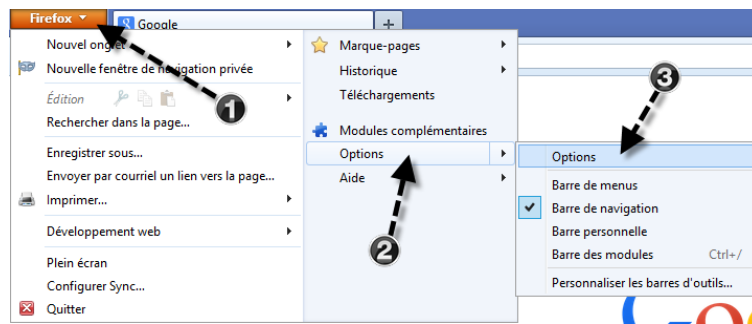 Firefox
Google
Nouvel onglet
Nouvelle fenêtre de navigation privée
Édition
Rechercher dans la page...
Enregistrer sous...
Envoyer par courriel un lien vers la page...
Imprimer...
Développement web
Plein écran
Configurer Sync...
Quitter
Marque-pages
Historique
Téléchargements
Modules complémentaires
Options
Aide
Options
Barre de menus
Barre de navigation
Barre personnelle
Barre des modules Ctrl+/
Personnaliser les barres d'outils...
1
2
3